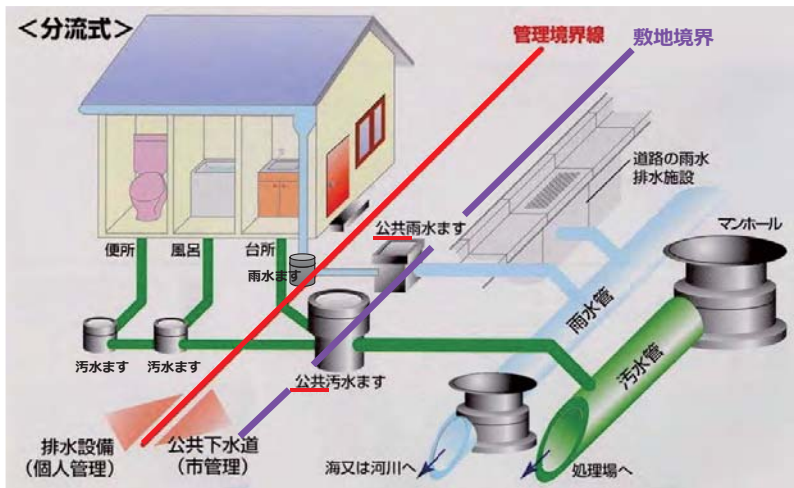 ＜分流式＞
管理境界線
敷地境界
道路の雨水
排水施設
公共雨水ます
マンホール
便所
風呂
台所
雨水ます
雨水管
汚水管
汚水ます
汚水ます
公共汚水ます
排水設備
（個人管理）
公共下水道
（市管理）
海又は河川へ
処理場へ